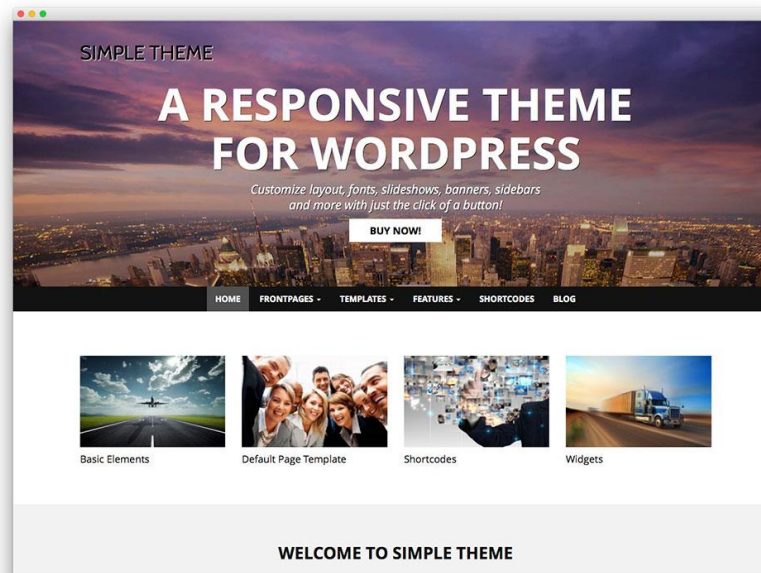 SIMPLE THEME
A RESPONSIVE THEME
FOR WORDPRESS
Customize layout, fonts, slideshows, banners, sidebars
and more with just the click of a button!
BUY NOW!
HOME FRONTPAGES TEMPLATES FEATURES SHORTCODES BLOG
Basic Elements Default Page Template Shortcodes Widgets
WELCOME TO SIMPLE THEME